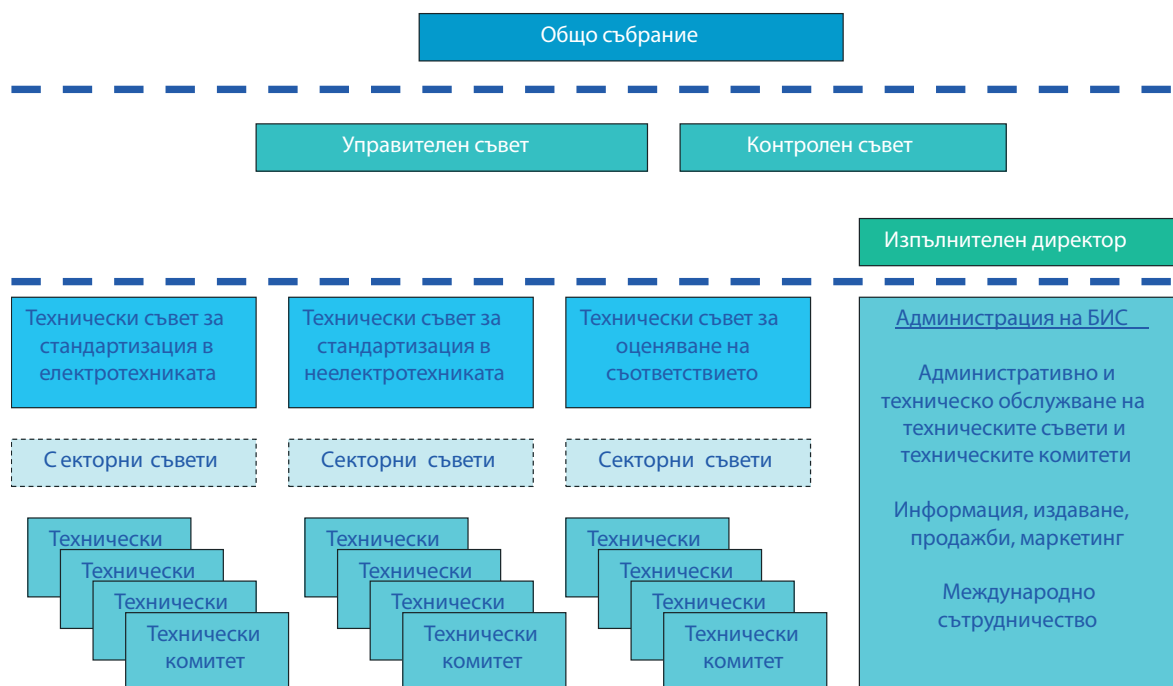 Общо събрание
Управителен съвет
Контролен съвет
Изпълнителен директор
Технически съвет за
стандартизация в
електротехниката
Технически съвет за
стандартизация в
неелектротехниката
Технически съвет за
оценяване на
съответствието
Секторни съвети
Секторни съвети
Секторни съвети
Технически
Технически
Технически
Технически
комитет
Технически
Технически
Технически
Технически
комитет
Технически
Технически
Технически
Технически
комитет
Администрация на БИС
Административно и
техническо обслужване на
техническите съвети и
техническите комитети
Информация, издаване,
продажби, маркетинг
Международно
сътрудничество